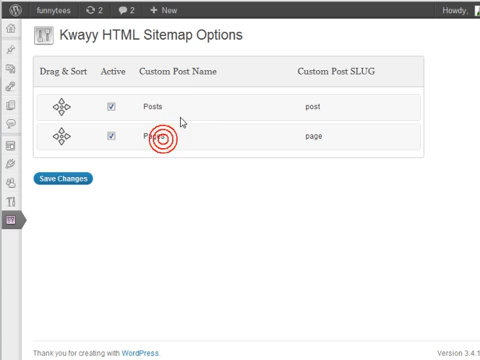 funnytees 2 2 + New Howdy,
Kwayy HTML Sitemap Options
Drag & Sort Active Custom Post Name Custom Post SLUG
Posts post
Pages page
Save Changes
Thank you for creating with WordPress. Version 3.4.1